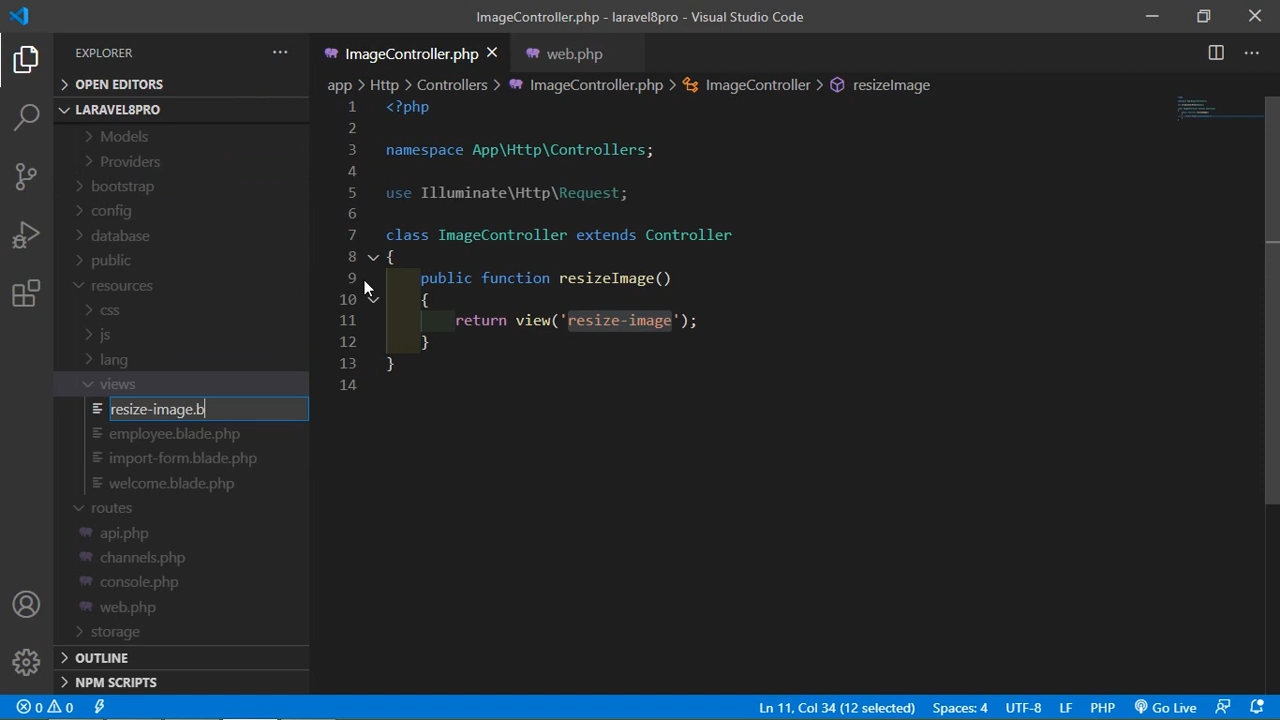 ImageController.php - laravel8pro - Visual Studio Code
EXPLORER
OPEN EDITORS
LARAVEL8PRO
Models
Providers
bootstrap
config
database
public
resources
css
js
lang
views
resize-image.b
employee.blade.php
import-form.blade.php
welcome.blade.php
routes
api.php
channels.php
console.php
web.php
storage
OUTLINE
NPM SCRIPTS
ImageController.php web.php
app > Http > Controllers > ImageController.php > ImageController > resizeImage
1 <?php
2
3 namespace App\Http\Controllers;
4
5 use Illuminate\Http\Request;
6
7 class ImageController extends Controller
8 {
9 public function resizeImage()
10 {
11 return view('resize-image');
12 }
13 }
14
0 0 Ln 11, Col 34 (12 selected) Spaces: 4 UTF-8 LF PHP Go Live